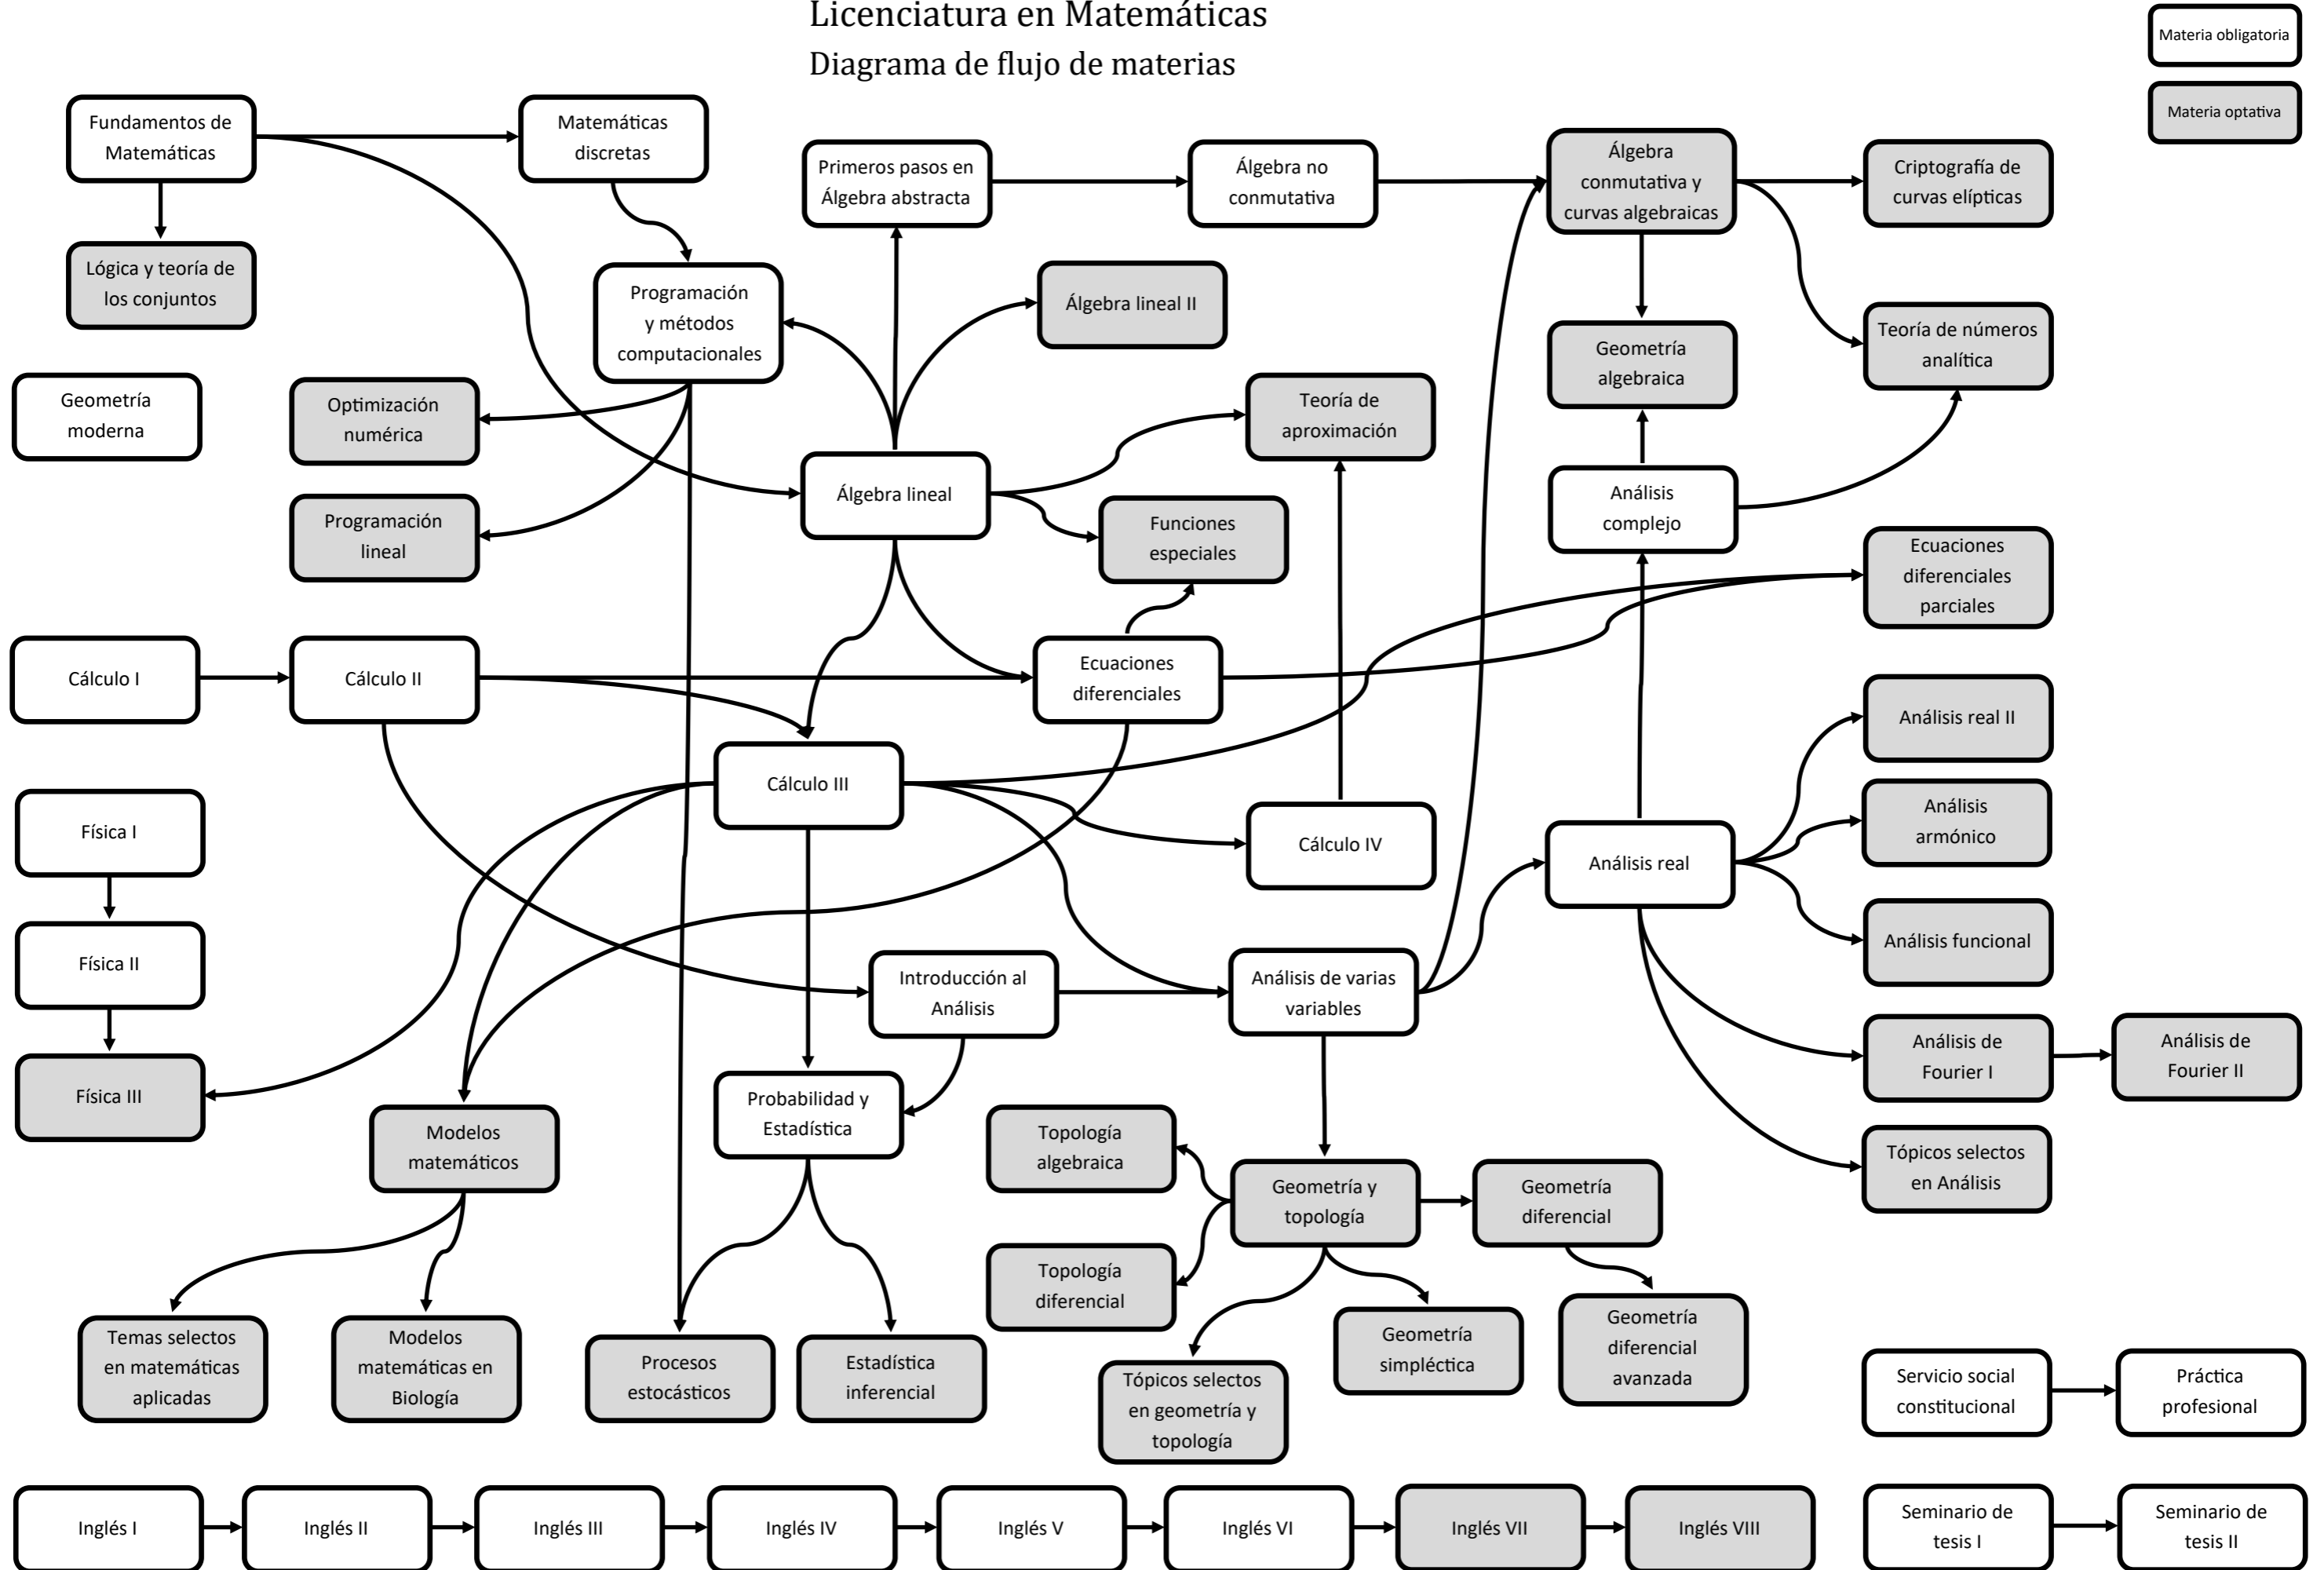 Licenciatura en Matemáticas
Diagrama de flujo de materias
Materia obligatoria
Materia optativa
Fundamentos de
Matemáticas
Matemáticas
discretas
Primeros pasos en
Álgebra abstracta
Álgebra no
conmutativa
Álgebra
conmutativa y
curvas algebraicas
Criptografía de
curvas elípticas
Lógica y teoría de
los conjuntos
Programación
y métodos
computacionales
Álgebra lineal II
Geometría
algebraica
Teoría de números
analítica
Geometría
moderna
Optimización
numérica
Teoría de
aproximación
Álgebra lineal
Análisis
complejo
Programación
lineal
Funciones
especiales
Ecuaciones
diferenciales
parciales
Cálculo I
Cálculo II
Ecuaciones
diferenciales
Análisis real II
Cálculo III
Física I
Cálculo IV
Análisis real
Análisis
armónico
Física II
Introducción al
Análisis
Análisis de varias
variables
Análisis funcional
Física III
Probabilidad y
Estadística
Análisis de
Fourier I
Análisis de
Fourier II
Modelos
matemáticos
Topología
algebraica
Geometría y
topología
Geometría
diferencial
Tópicos selectos
en Análisis
Topología
diferencial
Temas selectos
en matemáticas
aplicadas
Modelos
matemáticas en
Biología
Procesos
estocásticos
Estadística
inferencial
Tópicos selectos
en geometría y
topología
Geometría
simpléctica
Geometría
diferencial
avanzada
Servicio social
constitucional
Práctica
profesional
Inglés I
Inglés II
Inglés III
Inglés IV
Inglés V
Inglés VI
Inglés VII
Inglés VIII
Seminario de
tesis I
Seminario de
tesis II